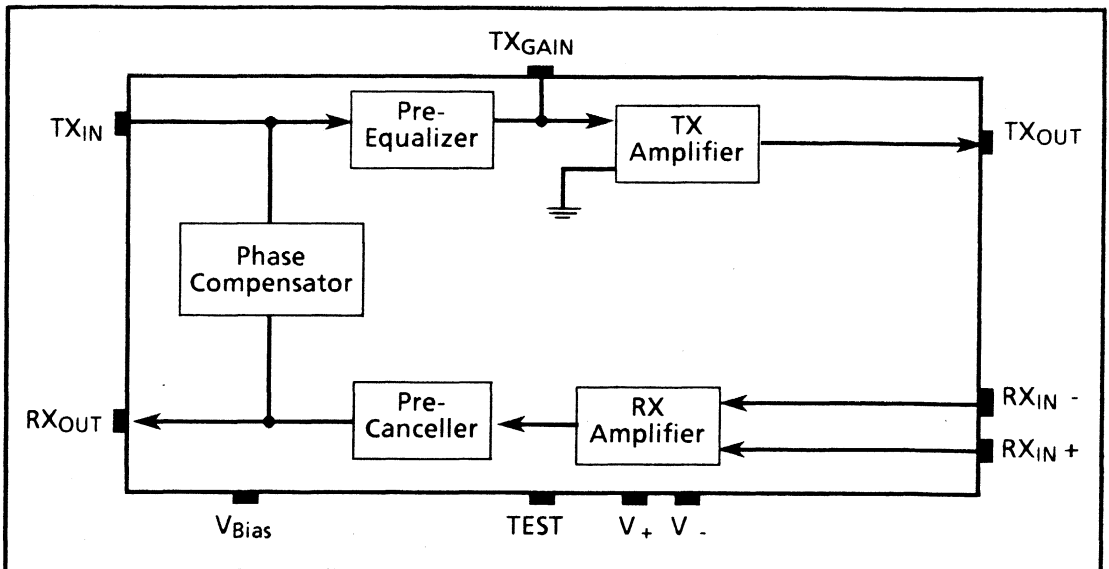 TXGAIN
TXIN
Pre-
Equalizer
TX
Amplifier
TXOUT
Phase
Compensator
RXOUT
Pre-
Canceller
RX
Amplifier
RXIN -
RXIN +
VBias
TEST
V+
V-